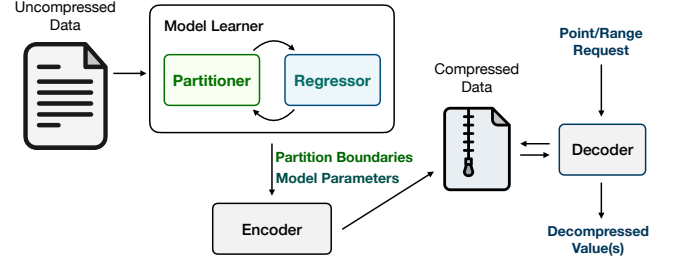 Uncompressed
Data
Model Learner
Partitioner
Regressor
Partition Boundaries
Model Parameters
Encoder
Compressed
Data
Point/Range
Request
Decoder
Decompressed
Value(s)